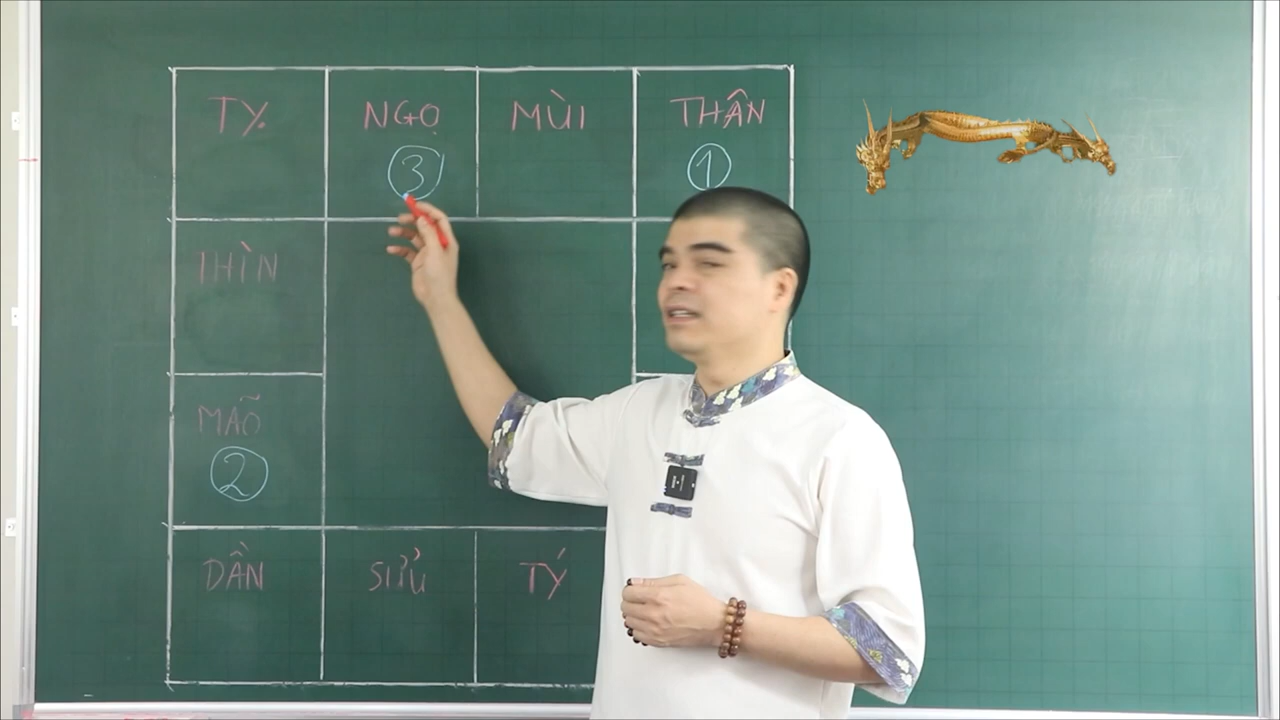 TỴ NGỌ MÙI THÂN
③ ①
THÌN
MÃO
②
DẦN SỬU TÝ